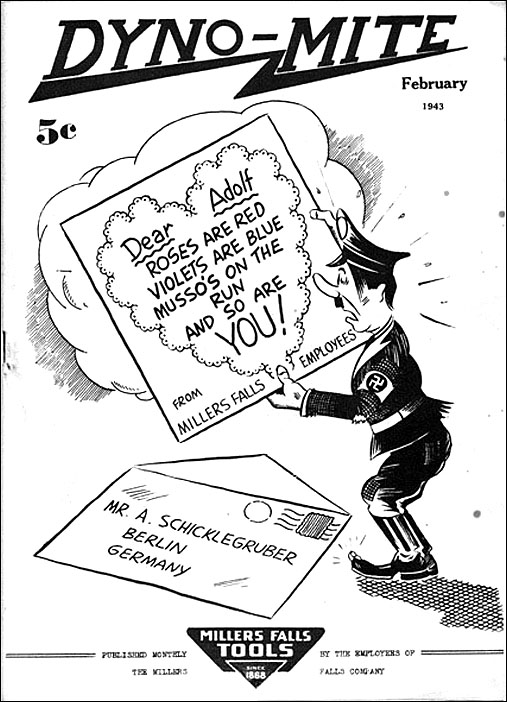 DYNO-MITE
February
1943
5c
Dear Adolf
ROSES ARE RED
VIOLETS ARE BLUE
MUSSO'S ON THE
RUN
AND SO ARE
YOU!
FROM
MILLERS FALLS EMPLOYEES
MR. A. SCHICKLEGRUBER
BERLIN
GERMANY
MILLERS FALLS
TOOLS
SINCE
1868
PUBLISHED MONTHLY BY THE EMPLOYEES OF
THE MILLERS FALLS COMPANY